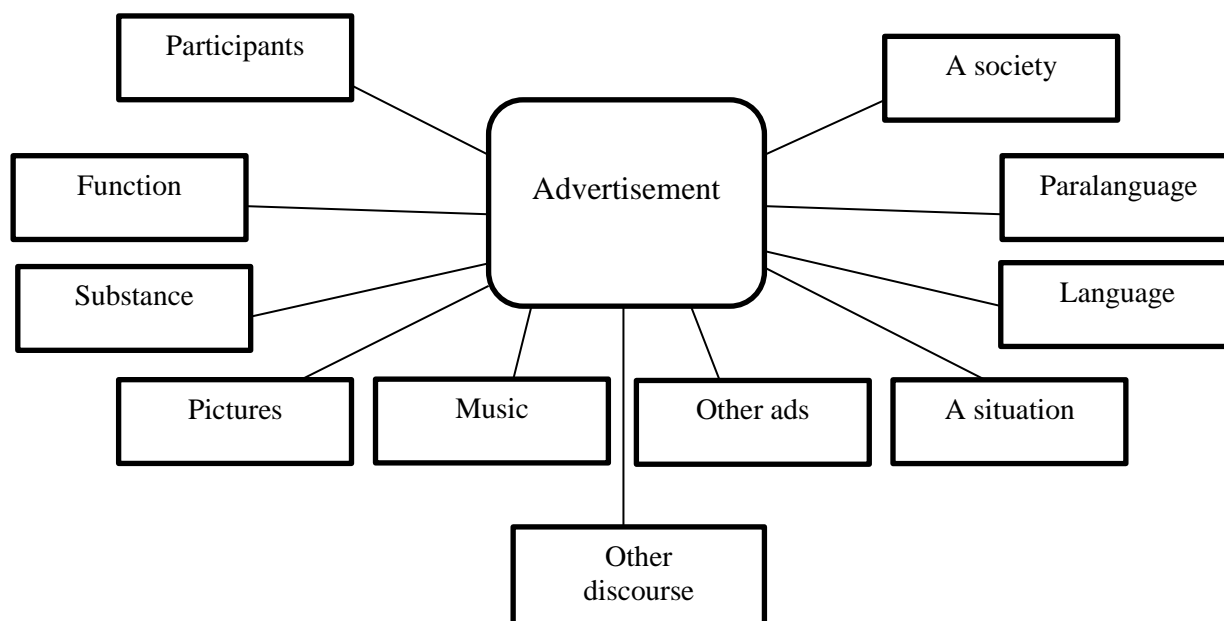 Participants
A society
Advertisement
Function
Paralanguage
Substance
Language
Pictures
Music
Other ads
A situation
Other
discourse